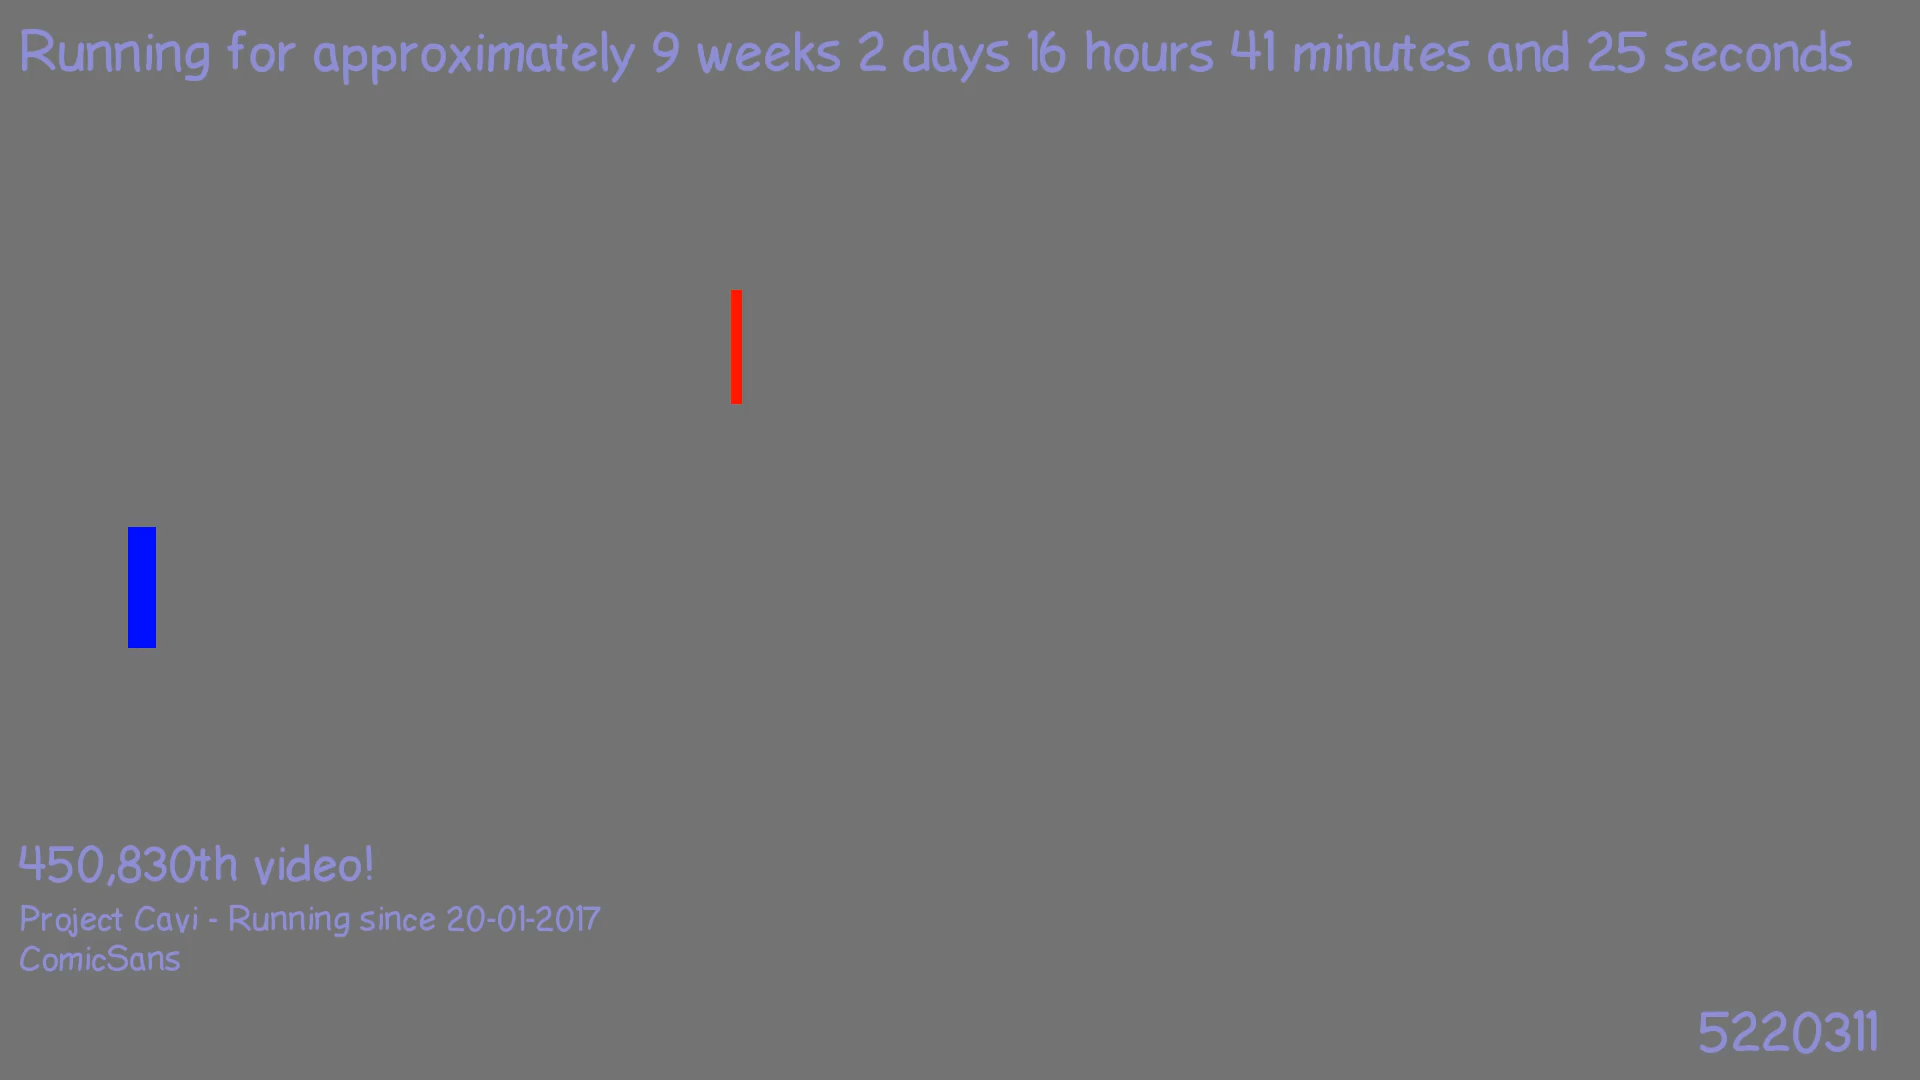 Running for approximately 9 weeks 2 days 16 hours 41 minutes and 25 seconds
450,830th video!
Project Cavi - Running since 20-01-2017
ComicSans
5220311